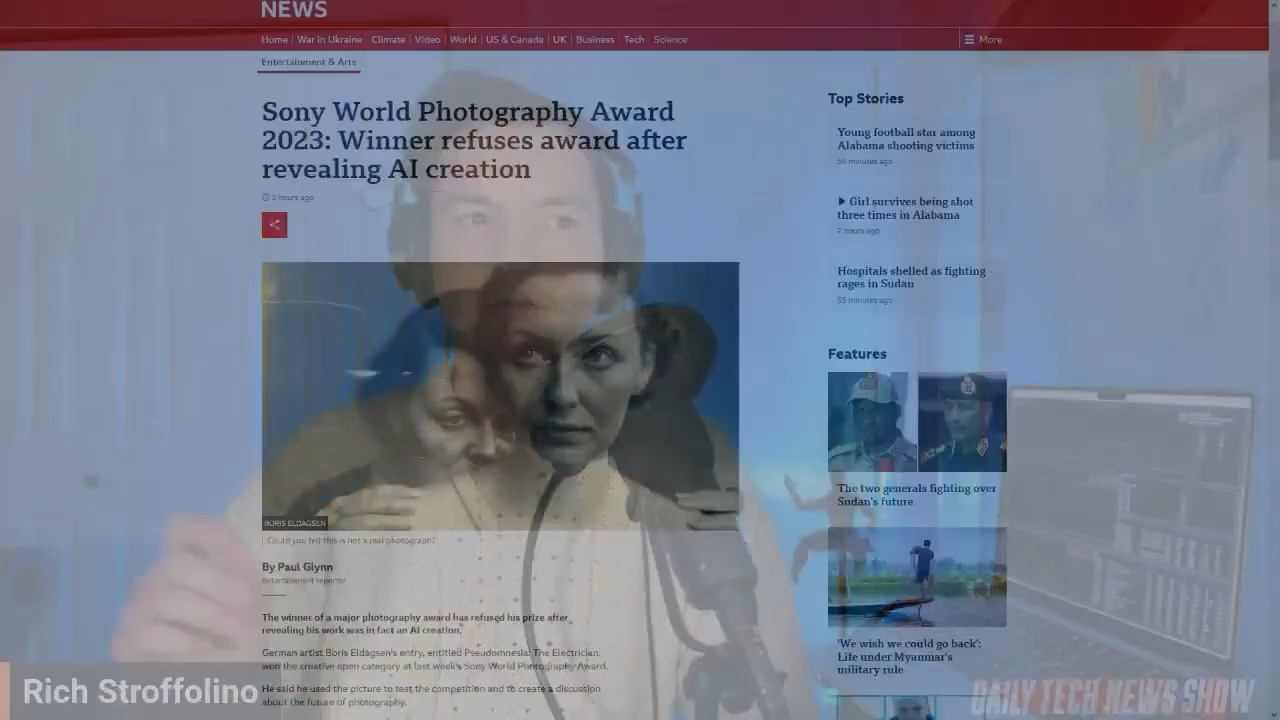 NEWS
Home
War in Ukraine
Climate
Video
World
US & Canada
UK
Business
Tech
Science
More
Entertainment & Arts
Sony World Photography Award
2023: Winner refuses award after
revealing AI creation
hours ago
BORIS ELDAGSEN
Could you tell this is not a real photograph?
By Paul Glynn
Entertainment reporter
The winner of a major photography award has refused his prize after
revealing his work was in fact an AI creation.
German artist Boris Eldagsen's entry, entitled Pseudomnesia: The Electrician,
won the creative open category at last week's Sony World Photography Award.
He said he used the picture to test the competition and to create a discussion
about the future of photography.
Top Stories
Young football star among
Alabama shooting victims
56 minutes ago
Girl survives being shot
three times in Alabama
2 hours ago
Hospitals shelled as fighting
rages in Sudan
53 minutes ago
Features
The two generals fighting over
Sudan's future
'We wish we could go back':
Life under Myanmar's
military rule
Rich Stroffolino
DAILY TECH NEWS SHOW